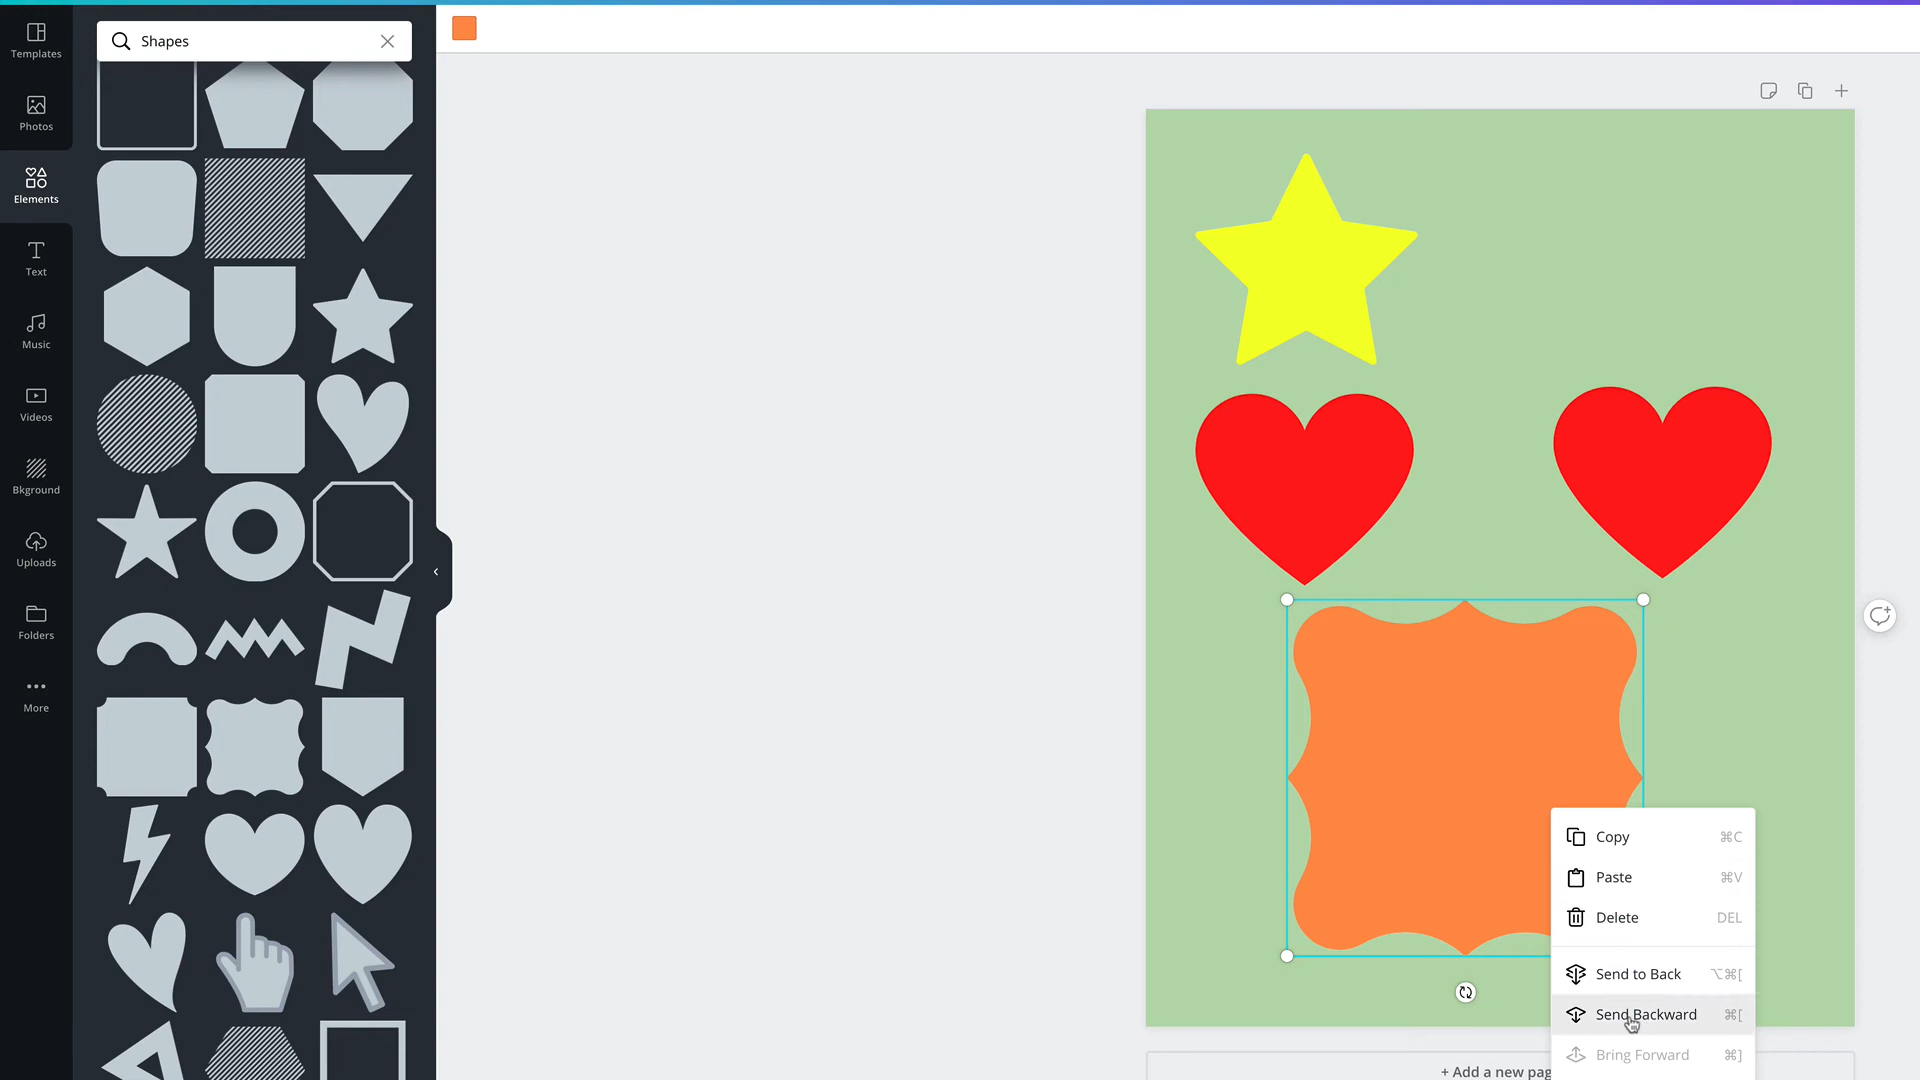 Templates
Photos
Elements
Text
Music
Videos
Bkground
Uploads
Folders
More
Shapes
Copy ⌘C
Paste ⌘V
Delete DEL
Send to Back ⌥⌘[
Send Backward ⌘[
Bring Forward ⌘]
+ Add a new pag